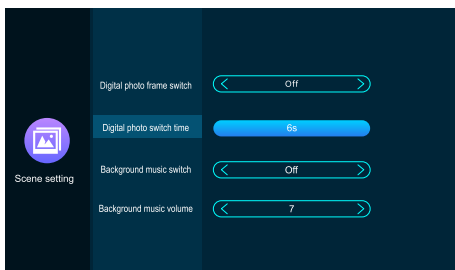 Digital photo frame switch
Off
Digital photo switch time
6s
Scene setting
Background music switch
Off
Background music volume
7